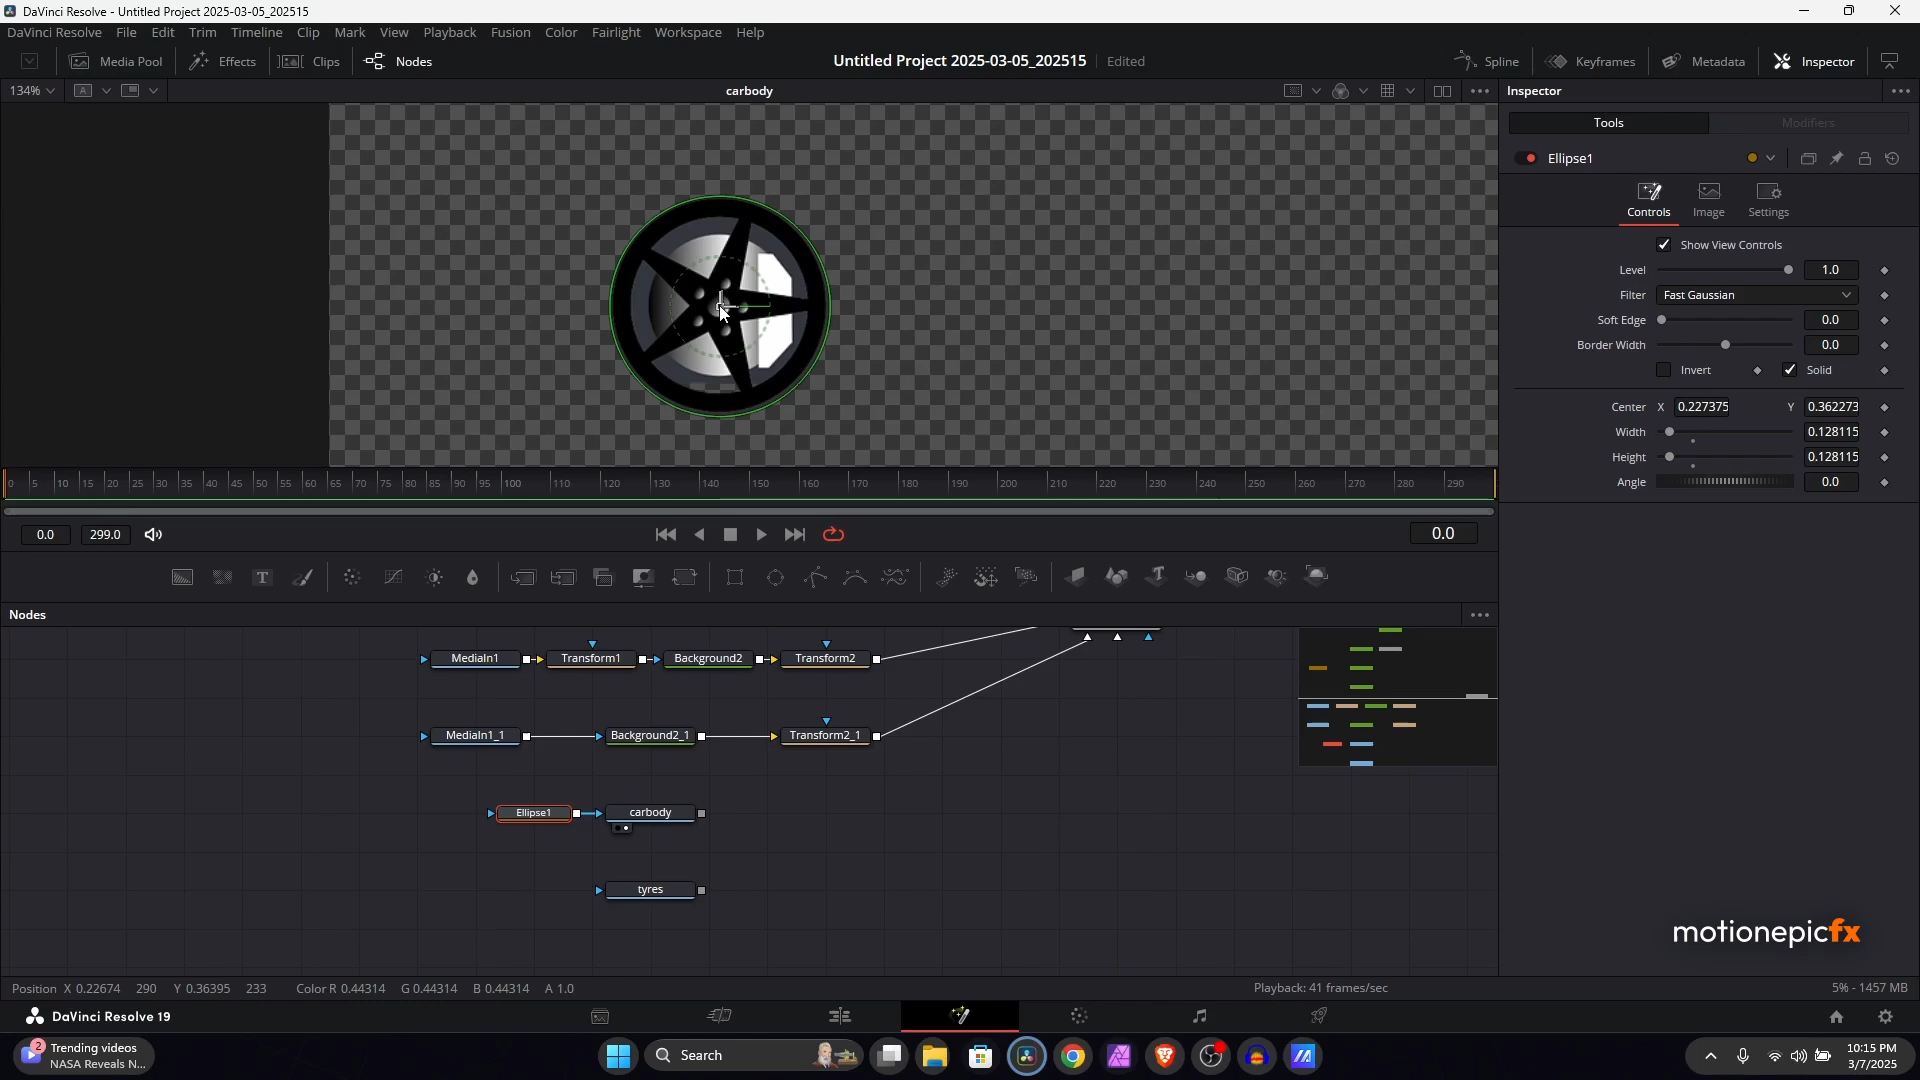 DaVinci Resolve - Untitled Project 2025-03-05_202515
DaVinci Resolve File Edit Trim Timeline Clip Mark View Playback Fusion Color Fairlight Workspace Help
Media Pool Effects Clips Nodes Untitled Project 2025-03-05_202515 Edited Spline Keyframes Metadata Inspector
134% A carbody Inspector
Tools Modifiers
Ellipse1
Controls Image Settings
Show View Controls
Level 1.0
Filter Fast Gaussian
Soft Edge 0.0
Border Width 0.0
Invert Solid
Center X 0.227375 Y 0.362273
Width 0.128115
Height 0.128115
Angle 0.0
0 5 10 15 20 25 30 35 40 45 50 55 60 65 70 75 80 85 90 95 100 110 120 130 140 150 160 170 180 190 200 210 220 230 240 250 260 270 280 290
0.0 299.0 0.0
T
Nodes
MediaIn1 Transform1 Background2 Transform2
MediaIn1_1 Background2_1 Transform2_1
Ellipse1 carbody
tyres
motionepicfx
Position X 0.22674 290 Y 0.36395 233 Color R 0.44314 G 0.44314 B 0.44314 A 1.0 Playback: 41 frames/sec 5% - 1457 MB
DaVinci Resolve 19
2 Trending videos
NASA Reveals N...
Search
10:15 PM
3/7/2025